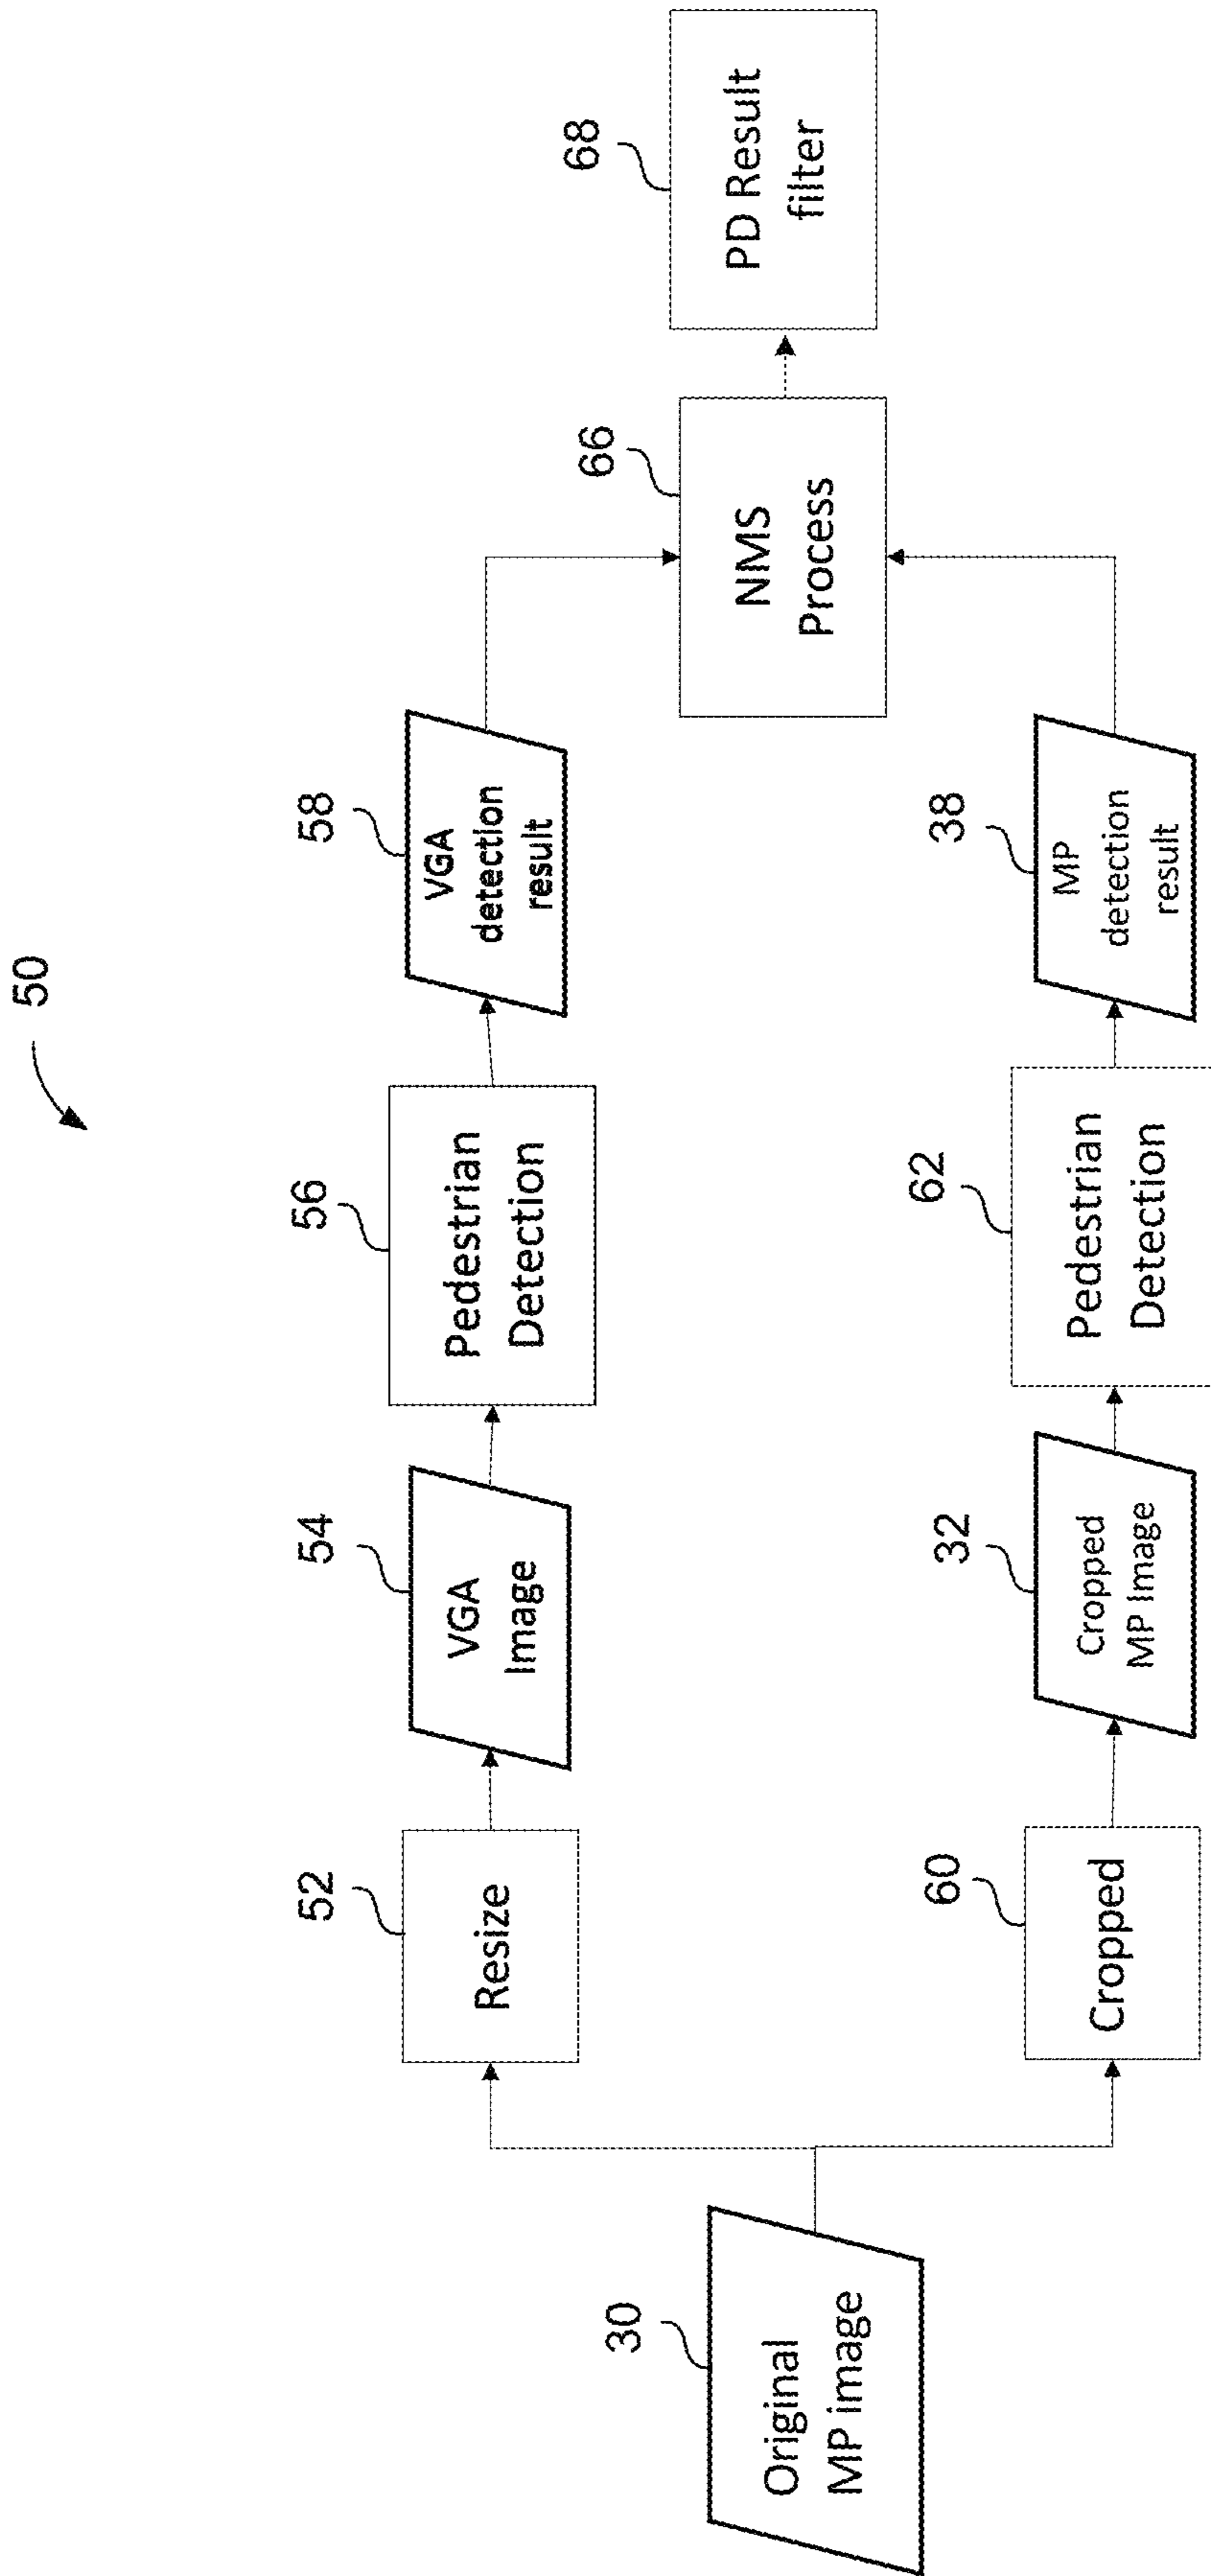 50
30
Original
MP image
52
Resize
54
VGA
Image
56
Pedestrian
Detection
58
VGA
detection
result
60
Cropped
32
Cropped
MP Image
62
Pedestrian
Detection
38
MP
detection
result
66
NMS
Process
68
PD Result
filter